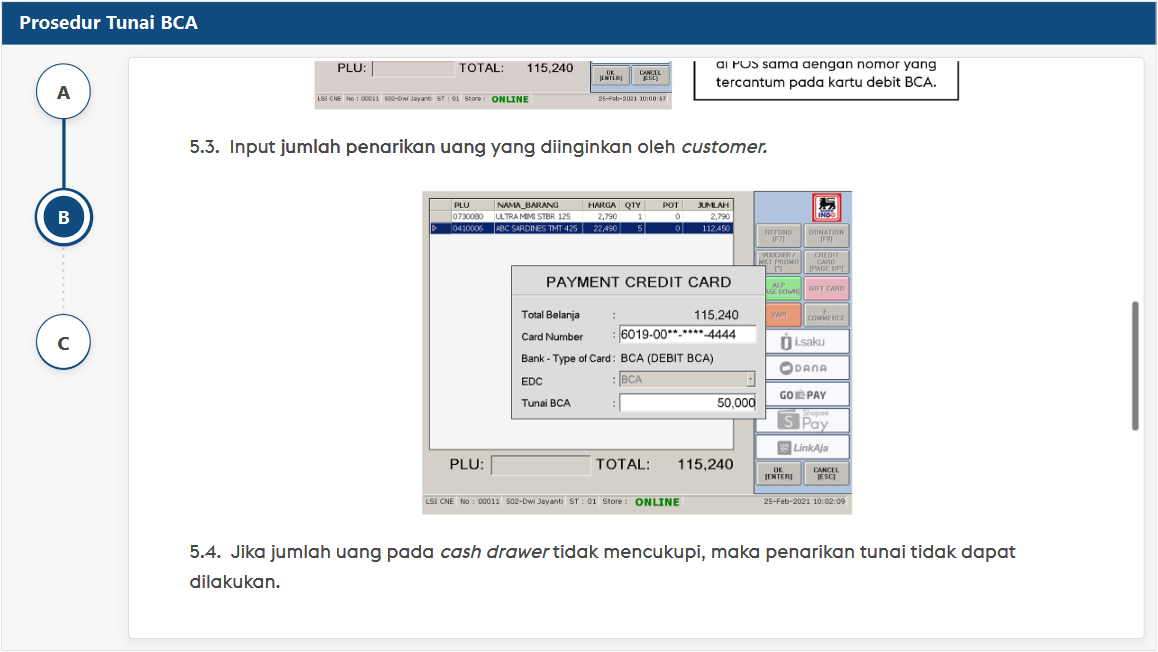 Prosedur Tunai BCA
A
B
C
PLU: TOTAL: 115,240
OK [ENTER] CANCEL [ESC]
LSI CNE No : 00011 S02-Dwi Jayanti ST : 01 Store : ONLINE 25-Feb-2021 10:00:57
di POS sama dengan nomor yang
tercantum pada kartu debit BCA.
5.3. Input jumlah penarikan uang yang diinginkan oleh customer.
PLU NAMA_BARANG HARGA QTY POT JUMLAH
0730080 ULTRA MIMI STBR 125 2,790 1 0 2,790
0410006 ABC SARDINES TMT 425 22,490 5 0 112,450
INDO
REFUND [F7] DONATION [F8]
VOUCHER / MKT PROMO [*] CREDIT CARD [PAGE UP]
ALP GIFT CARD
YAP! E-COMMERCE
i.saku
DANA
GOPAY
Shopee Pay
LinkAja
OK [ENTER] CANCEL [ESC]
PAYMENT CREDIT CARD
Total Belanja : 115,240
Card Number : 6019-00**-****-4444
Bank - Type of Card : BCA (DEBIT BCA)
EDC : BCA
Tunai BCA : 50,000
PLU: TOTAL: 115,240
LSI CNE No : 00011 S02-Dwi Jayanti ST : 01 Store : ONLINE 25-Feb-2021 10:02:09
5.4. Jika jumlah uang pada cash drawer tidak mencukupi, maka penarikan tunai tidak dapat
dilakukan.